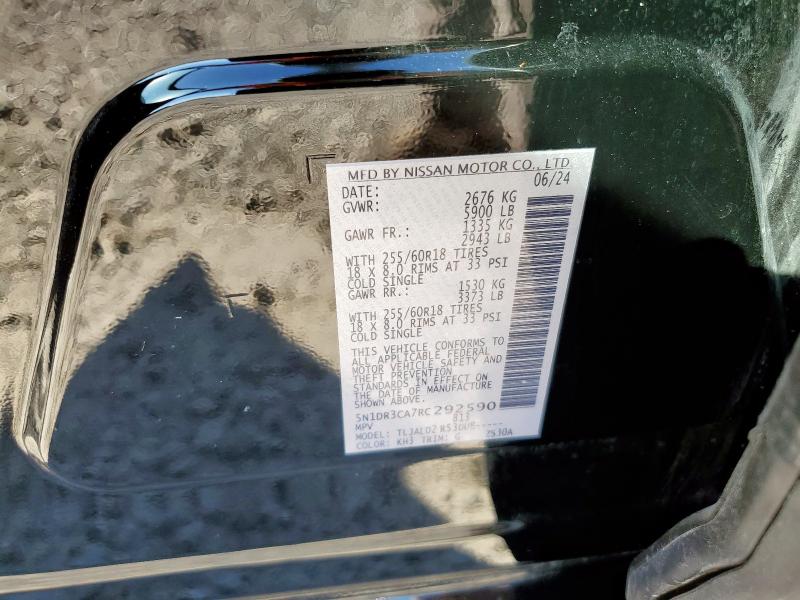 MFD BY NISSAN MOTOR CO., LTD
DATE: 06/24
GVWR: 2676 KG
5900 LB
GAWR FR.: 1335 KG
2943 LB
WITH 255/60R18 TIRES
18 X 8.0 RIMS AT 33 PSI
COLD SINGLE
GAWR RR.: 1530 KG
3373 LB
WITH 255/60R18 TIRES
18 X 8.0 RIMS AT 33 PSI
COLD SINGLE
THIS VEHICLE CONFORMS TO
ALL APPLICABLE FEDERAL
MOTOR VEHICLE SAFETY AND
THEFT PREVENTION
STANDARDS IN EFFECT ON
THE DATE OF MANUFACTURE
SHOWN ABOVE.
5N1DR3CA7RC292590
MPV 813
MODEL:
COLOR: KH3 TRIM: G